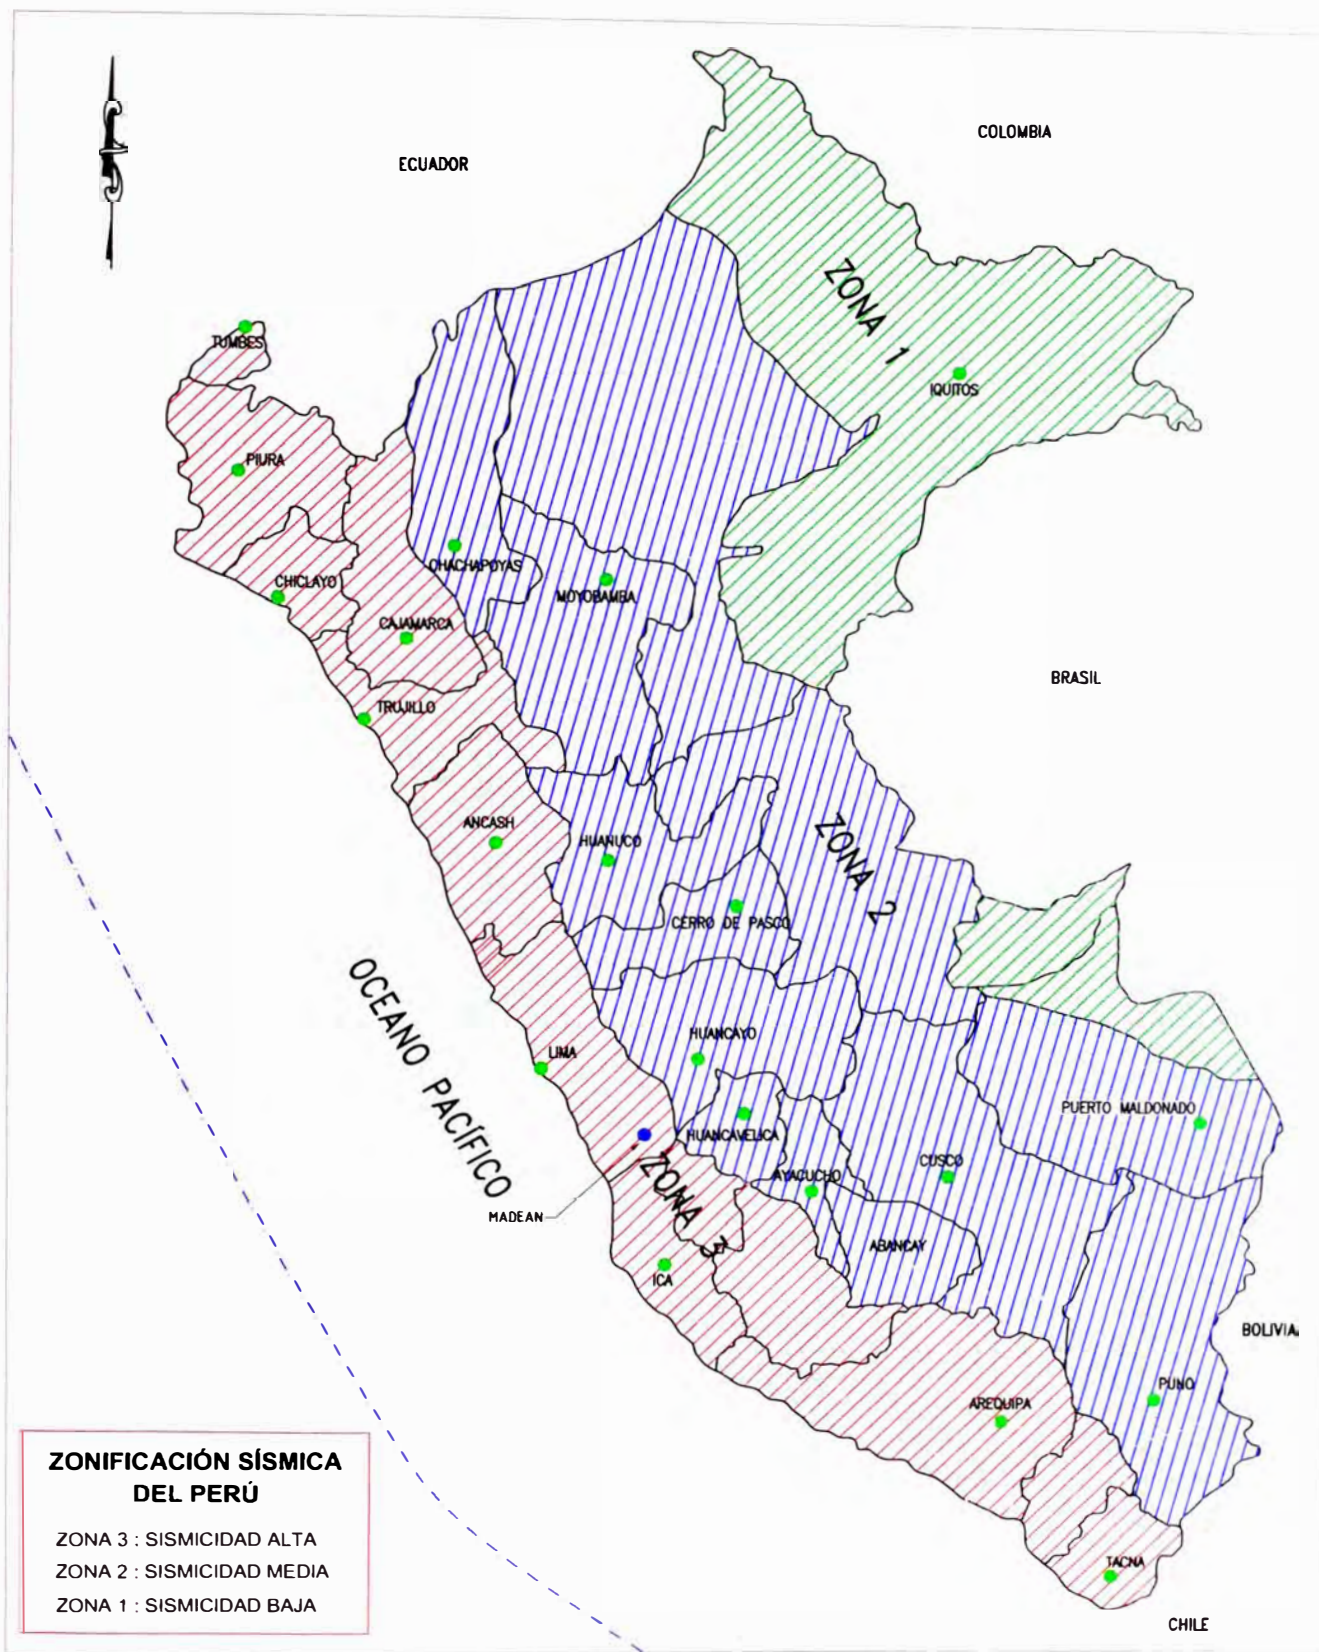 COLOMBIA
ECUADOR
ZONA 1
TUMBES
IQUITOS
PIURA
CHACHAPOYAS
CHICLAYO
MOYOBAMBA
CAJAMARCA
BRASIL
TRUJILLO
ANCASH
HUANUCO
ZONA 2
CERRO DE PASCO
OCEANO PACÍFICO
HUANCAYO
LIMA
PUERTO MALDONADO
HUANCAVELICA
ZONA 3
AYACUCHO
CUSCO
MADEAN
ABANCAY
ICA
BOLIVIA
PUNO
AREQUIPA
TACNA
CHILE
ZONIFICACIÓN SÍSMICA
DEL PERÚ
ZONA 3 : SISMICIDAD ALTA
ZONA 2 : SISMICIDAD MEDIA
ZONA 1 : SISMICIDAD BAJA